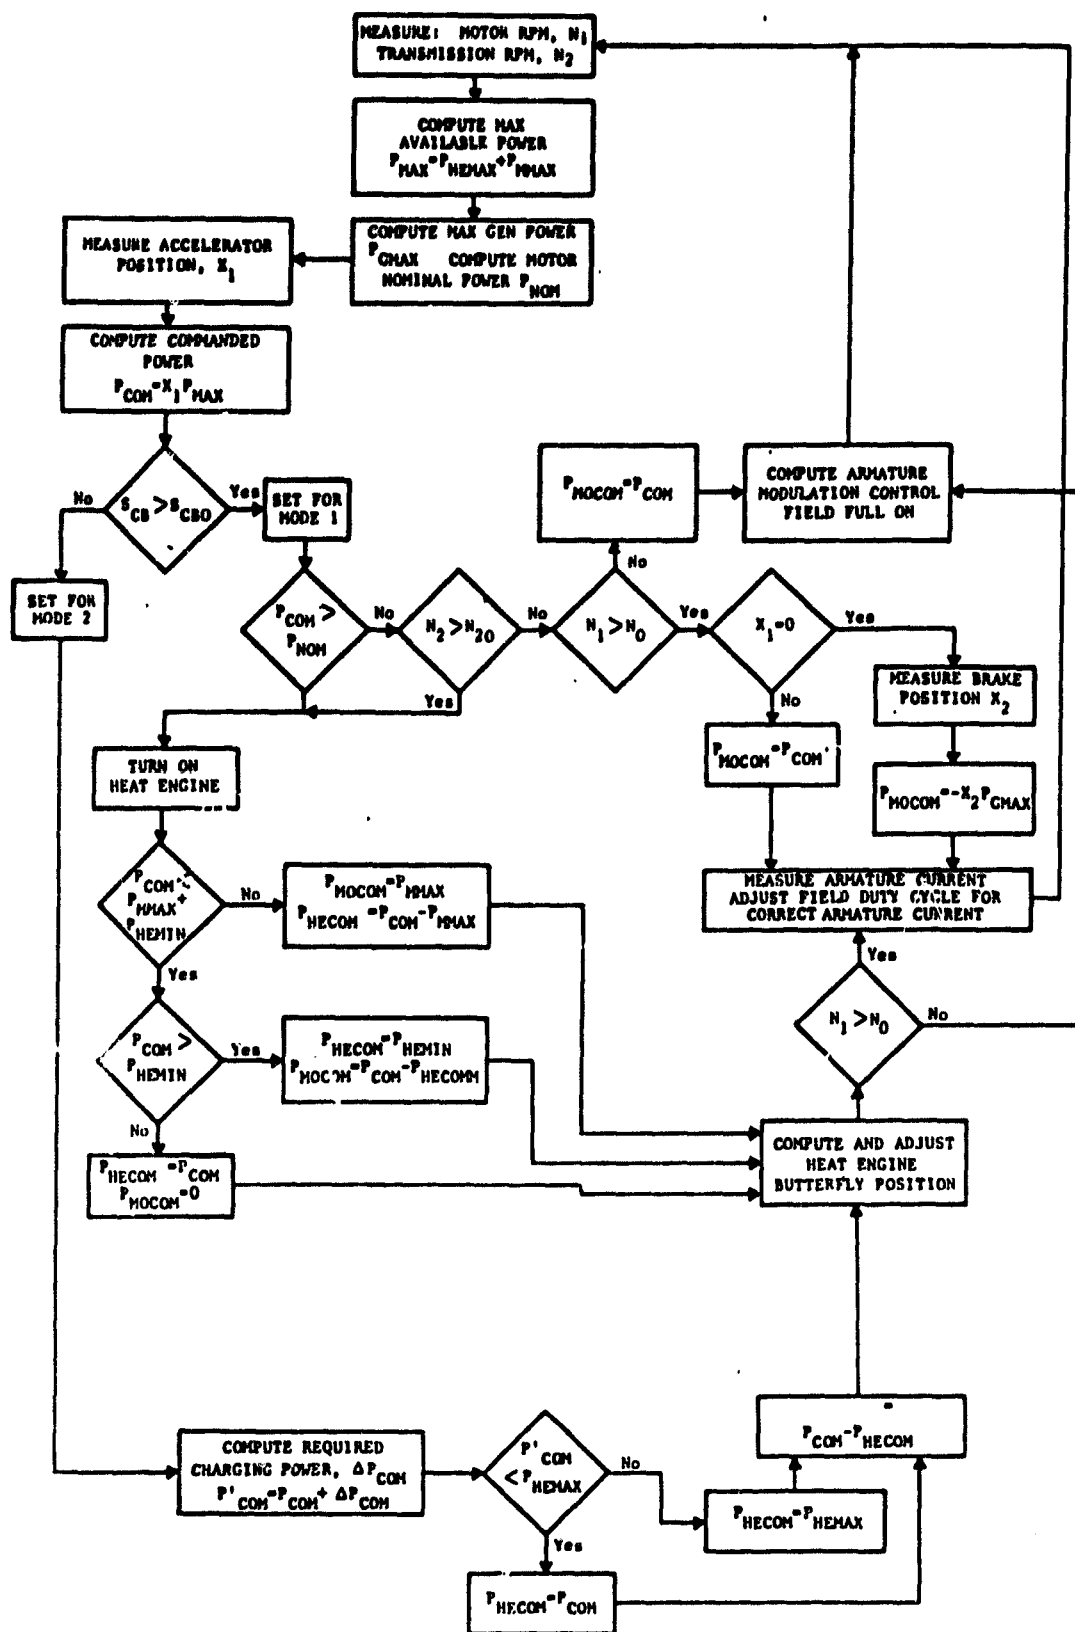 MEASURE: MOTOR RPM, N1
TRANSMISSION RPM, N2
COMPUTE MAX
AVAILABLE POWER
PMAX=PHEMAX+PMMAX
COMPUTE MAX GEN POWER
PGMAX COMPUTE MOTOR
NOMINAL POWER PNOM
MEASURE ACCELERATOR
POSITION, X1
COMPUTE COMMANDED
POWER
PCOM=X1PMAX
SCB>SCBO
No
Yes
SET FOR
MODE 1
SET FOR
MODE 2
PCOM>
PNOM
No
Yes
N2>N20
No
N1>N0
No
Yes
PMOCOM=PCOM
COMPUTE ARMATURE
MODULATION CONTROL
FIELD FULL ON
X1=0
Yes
No
MEASURE BRAKE
POSITION X2
PMOCOM=PCOM
PMOCOM=-X2PGMAX
MEASURE ARMATURE CURRENT
ADJUST FIELD DUTY CYCLE FOR
CORRECT ARMATURE CURRENT
TURN ON
HEAT ENGINE
PCOM
PMMAX+
PHEMIN
No
Yes
PMOCOM=PMMAX
PHECOM=PCOM-PMMAX
PCOM>
PHEMIN
Yes
No
PHECOM=PHEMIN
PMOCOM=PCOM-PHECOMM
PHECOM=PCOM
PMOCOM=0
Yes
N1>N0
No
COMPUTE AND ADJUST
HEAT ENGINE
BUTTERFLY POSITION
COMPUTE REQUIRED
CHARGING POWER, ΔPCOM
P'COM=PCOM+ ΔPCOM
P'COM
<PHEMAX
No
Yes
PHECOM=PHEMAX
PHECOM=PCOM
=
PCOM-PHECOM